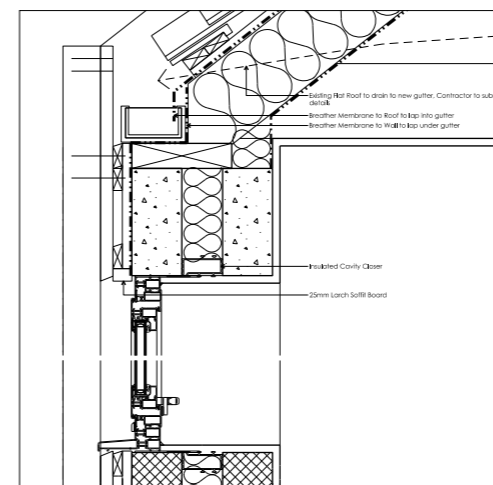 Existing Flat Roof to drain to new gutter, Contractor to sub
details
Breather Membrane to Roof to lap into gutter
Breather Membrane to Wall to lap under gutter
Insulated Cavity Closer
25mm Larch Soffit Board